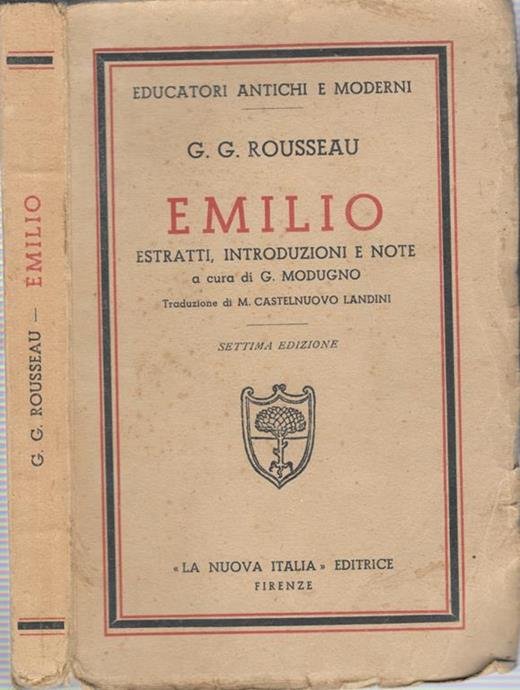 G. G. ROUSSEAU — EMILIO
EDUCATORI ANTICHI E MODERNI
G. G. ROUSSEAU
EMILIO
ESTRATTI, INTRODUZIONI E NOTE
a cura di G. MODUGNO
Traduzione di M. CASTELNUOVO LANDINI
SETTIMA EDIZIONE
«LA NUOVA ITALIA» EDITRICE
FIRENZE